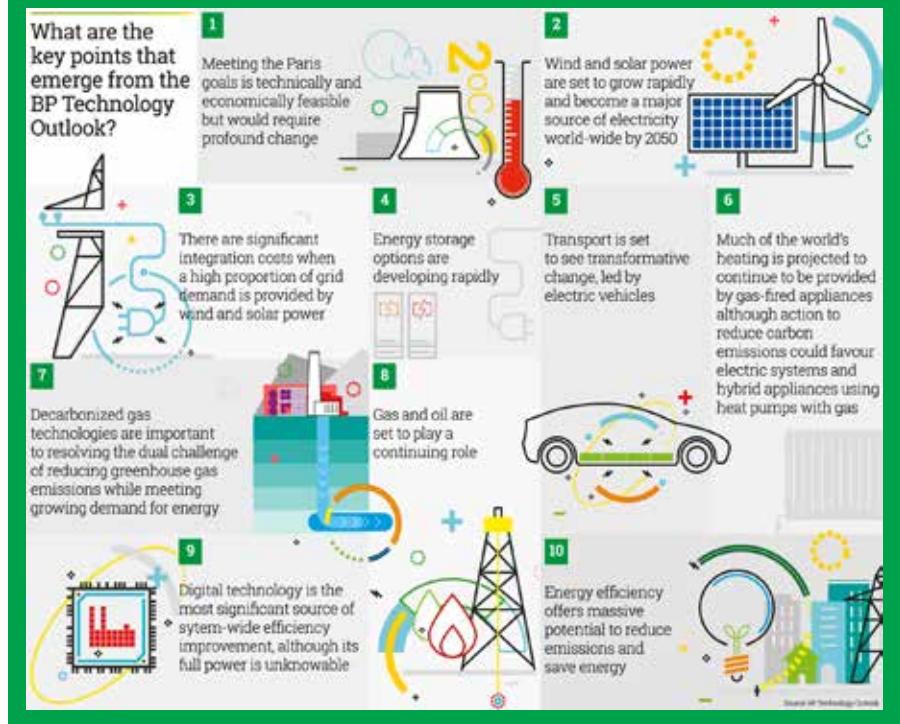 What are the
key points that
emerge from the
BP Technology
Outlook?
1
Meeting the Paris
goals is technically and
economically feasible
but would require
profound change
2°C
2
Wind and solar power
are set to grow rapidly
and become a major
source of electricity
world-wide by 2050
3
There are significant
integration costs when
a high proportion of grid
demand is provided by
wind and solar power
4
Energy storage
options are
developing rapidly
5
Transport is set
to see transformative
change, led by
electric vehicles
6
Much of the world's
heating is projected to
continue to be provided
by gas-fired appliances
although action to
reduce carbon
emissions could favour
electric systems and
hybrid appliances using
heat pumps with gas
7
Decarbonized gas
technologies are important
to resolving the dual challenge
of reducing greenhouse gas
emissions while meeting
growing demand for energy
8
Gas and oil are
set to play a
continuing role
9
Digital technology is the
most significant source of
sytem-wide efficiency
improvement, although its
full power is unknowable
10
Energy efficiency
offers massive
potential to reduce
emissions and
save energy
Source: BP Technology Outlook